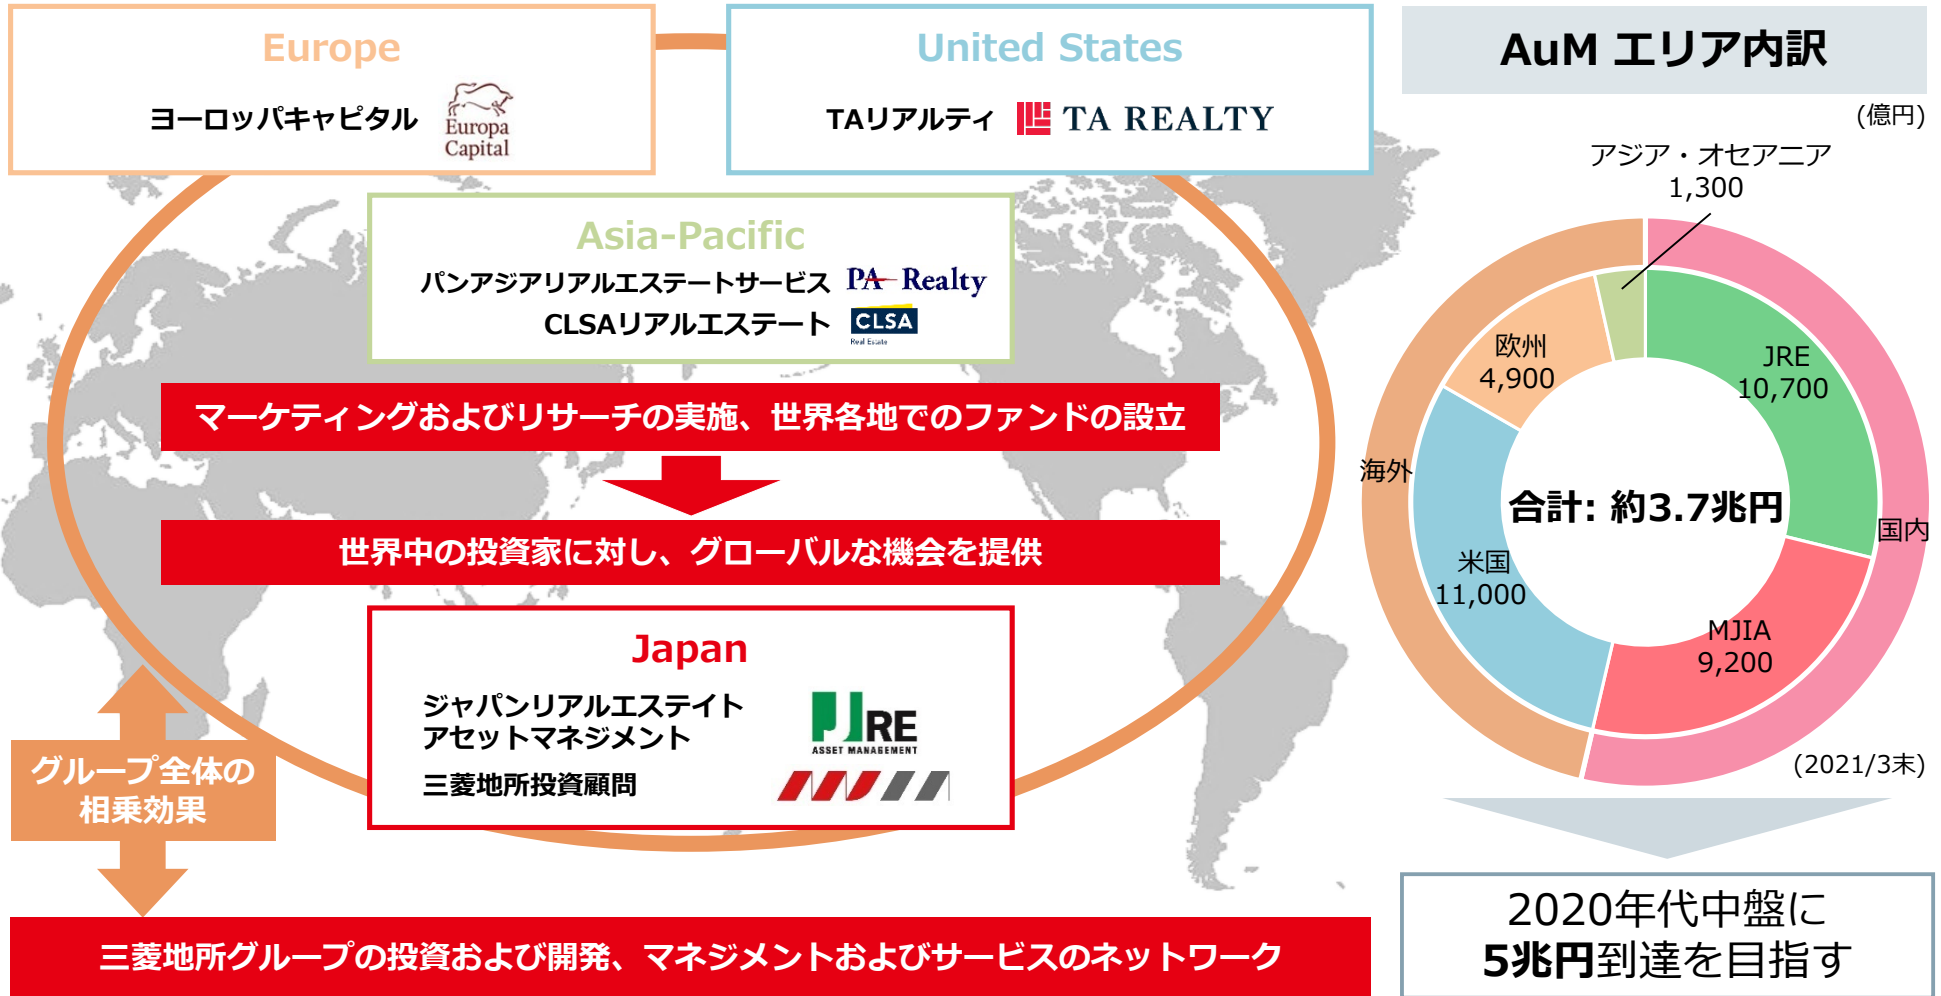 Europe
ヨーロッパキャピタル
Europa
Capital
United States
TAリアルティ
TA REALTY
Asia-Pacific
パンアジアリアルエステートサービス
PA Realty
CLSAリアルエステート
CLSA
Real Estate
マーケティングおよびリサーチの実施、世界各地でのファンドの設立
世界中の投資家に対し、グローバルな機会を提供
Japan
ジャパンリアルエステイト
アセットマネジメント
JRE
ASSET MANAGEMENT
三菱地所投資顧問
グループ全体の
相乗効果
三菱地所グループの投資および開発、マネジメントおよびサービスのネットワーク
AuM エリア内訳
(億円)
アジア・オセアニア
1,300
欧州
4,900
JRE
10,700
海外
合計: 約3.7兆円
国内
米国
11,000
MJIA
9,200
(2021/3末)
2020年代中盤に
5兆円到達を目指す